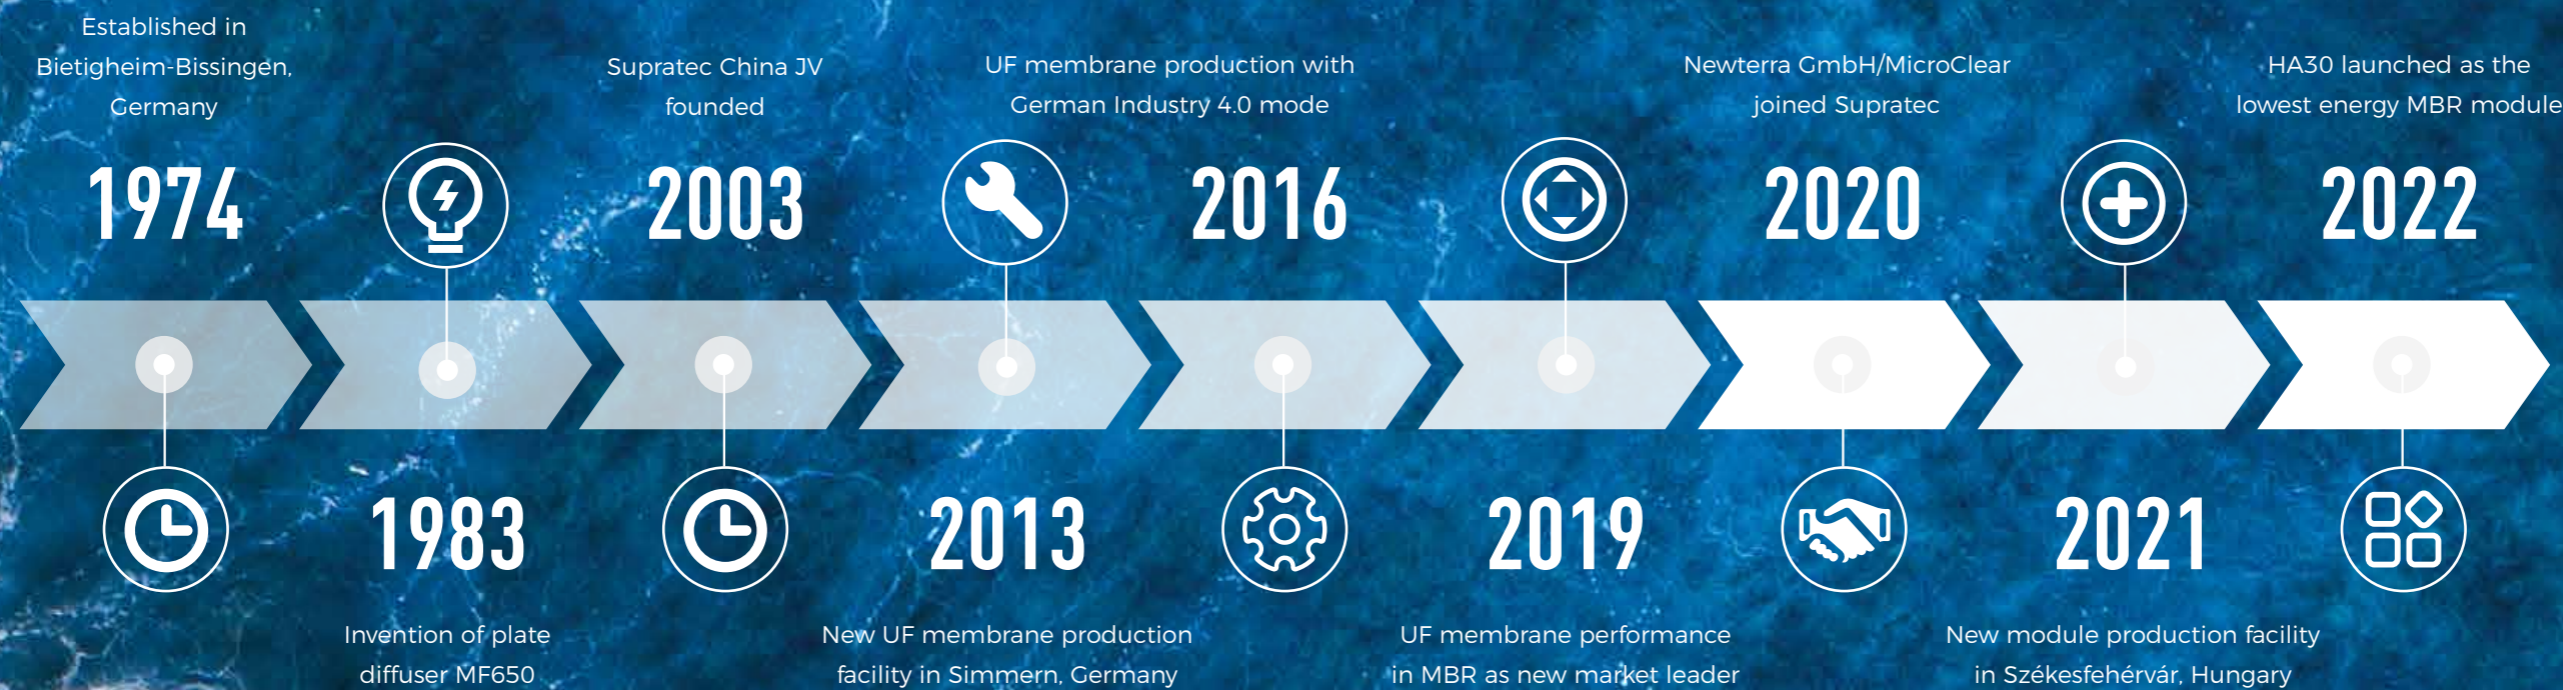 Established in
Bietigheim-Bissingen,
Germany
1974
1983
Invention of plate
diffuser MF650
Supratec China JV
founded
2003
2013
New UF membrane production
facility in Simmern, Germany
UF membrane production with
German Industry 4.0 mode
2016
2019
UF membrane performance
in MBR as new market leader
Newterra GmbH/MicroClear
joined Supratec
2020
2021
New module production facility
in Székesfehérvár, Hungary
HA30 launched as the
lowest energy MBR module
2022